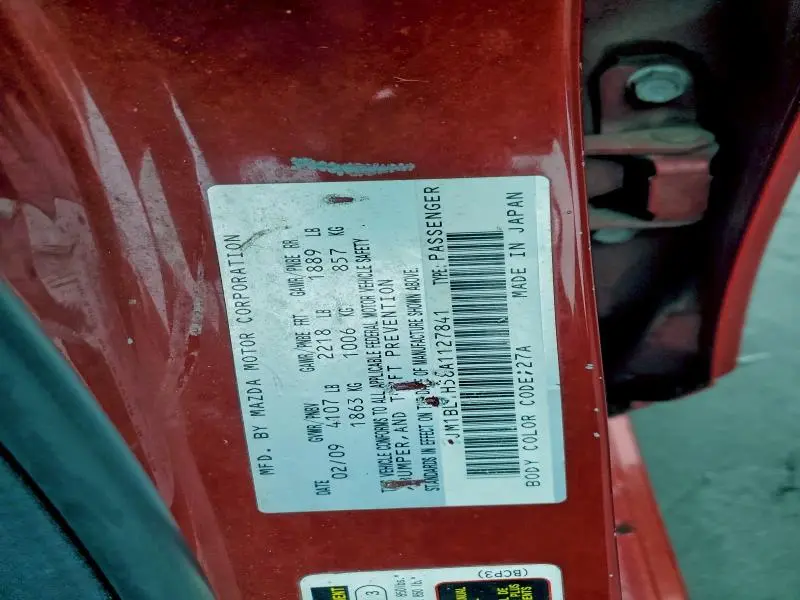 MFD. BY MAZDA MOTOR CORPORATION
DATE GVWR/PNBV GAWR/PNBE FRT GAWR/PNBE RR
02/09 4107 LB 2218 LB 1889 LB
1863 KG 1006 KG 857 KG
VEHICLE CONFORMS TO ALL APPLICABLE FEDERAL MOTOR VEHICLE SAFETY,
BUMPER, AND THEFT PREVENTION
STANDARDS IN EFFECT ON THE DATE OF MANUFACTURE SHOWN ABOVE.
TYPE: PASSENGER
BODY COLOR CODE:27A MADE IN JAPAN
(BCP3)
3